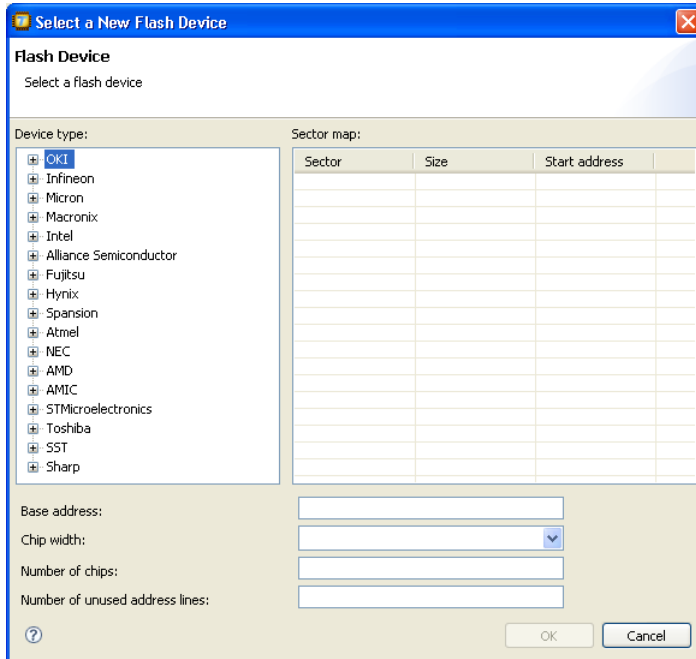 Select a New Flash Device
Flash Device
Select a flash device
Device type:
Sector map:
OKI
Infineon
Micron
Macronix
Intel
Alliance Semiconductor
Fujitsu
Hynix
Spansion
Atmel
NEC
AMD
AMIC
STMicroelectronics
Toshiba
SST
Sharp
Sector Size Start address
Base address:
Chip width:
Number of chips:
Number of unused address lines:
OK Cancel